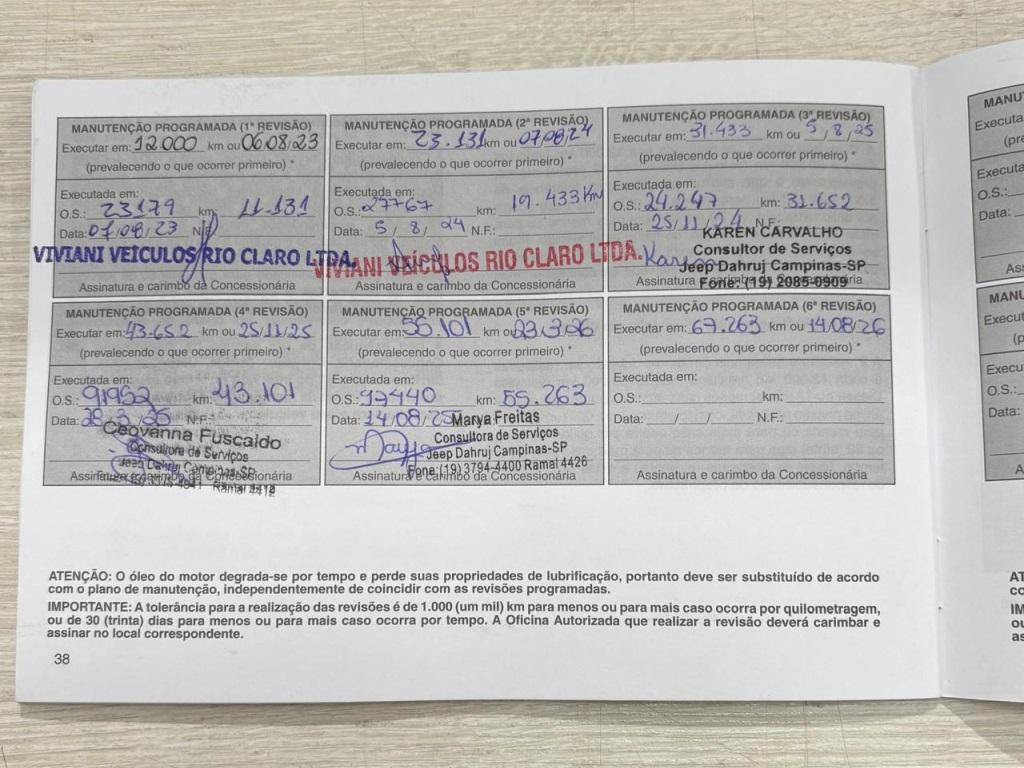 MANUTENÇÃO PROGRAMADA (1ª REVISÃO)
Executar em: 12000 km ou 06/08/23
(prevalecendo o que ocorrer primeiro) *
Executada em:
O.S.: 23179 km: 11.131
Data: 07/08/23 N.F.:
VIVIANI VEÍCULOS RIO CLARO LTDA.
Assinatura e carimbo da Concessionária
MANUTENÇÃO PROGRAMADA (2ª REVISÃO)
Executar em: 23.131 km ou 07/08/24
(prevalecendo o que ocorrer primeiro) *
Executada em:
O.S.: 27767 km: 19.433 Km
Data: 5 / 8 / 24 N.F.:
VIVIANI VEÍCULOS RIO CLARO LTDA.
Assinatura e carimbo da Concessionária
MANUTENÇÃO PROGRAMADA (3ª REVISÃO)
Executar em: 31.433 km ou 5 / 8 / 25
(prevalecendo o que ocorrer primeiro) *
Executada em:
O.S.: 24.247 km: 31.652
Data: 25/11/24 N.F.:
KAREN CARVALHO
Consultor de Serviços
Jeep Dahruj Campinas-SP
Fone: (19) 2085-0909
Assinatura e carimbo da Concessionária
MANUTENÇÃO PROGRAMADA (4ª REVISÃO)
Executar em: 43.652 km ou 25/11/25
(prevalecendo o que ocorrer primeiro) *
Executada em:
O.S.: 91952 km: 43.101
Data: N.F.:
Geovanna Fuscaldo
Consultora de Serviços
Jeep Dahruj Campinas-SP
Ramal 4412
Assinatura e carimbo da Concessionária
MANUTENÇÃO PROGRAMADA (5ª REVISÃO)
Executar em: 55.101 km ou
(prevalecendo o que ocorrer primeiro) *
Executada em:
O.S.: 97440 km: 55.263
Data: 14/08/25
Marya Freitas
Consultora de Serviços
Jeep Dahruj Campinas-SP
Fone: (19) 3794-4400 Ramal 4426
Assinatura e carimbo da Concessionária
MANUTENÇÃO PROGRAMADA (6ª REVISÃO)
Executar em: 67.263 km ou 14/08/26
(prevalecendo o que ocorrer primeiro) *
Executada em:
O.S.: km:
Data: / / N.F.:
Assinatura e carimbo da Concessionária
ATENÇÃO: O óleo do motor degrada-se por tempo e perde suas propriedades de lubrificação, portanto deve ser substituído de acordo
com o plano de manutenção, independentemente de coincidir com as revisões programadas.
IMPORTANTE: A tolerância para a realização das revisões é de 1.000 (um mil) km para menos ou para mais caso ocorra por quilometragem,
ou de 30 (trinta) dias para menos ou para mais caso ocorra por tempo. A Oficina Autorizada que realizar a revisão deverá carimbar e
assinar no local correspondente.
38